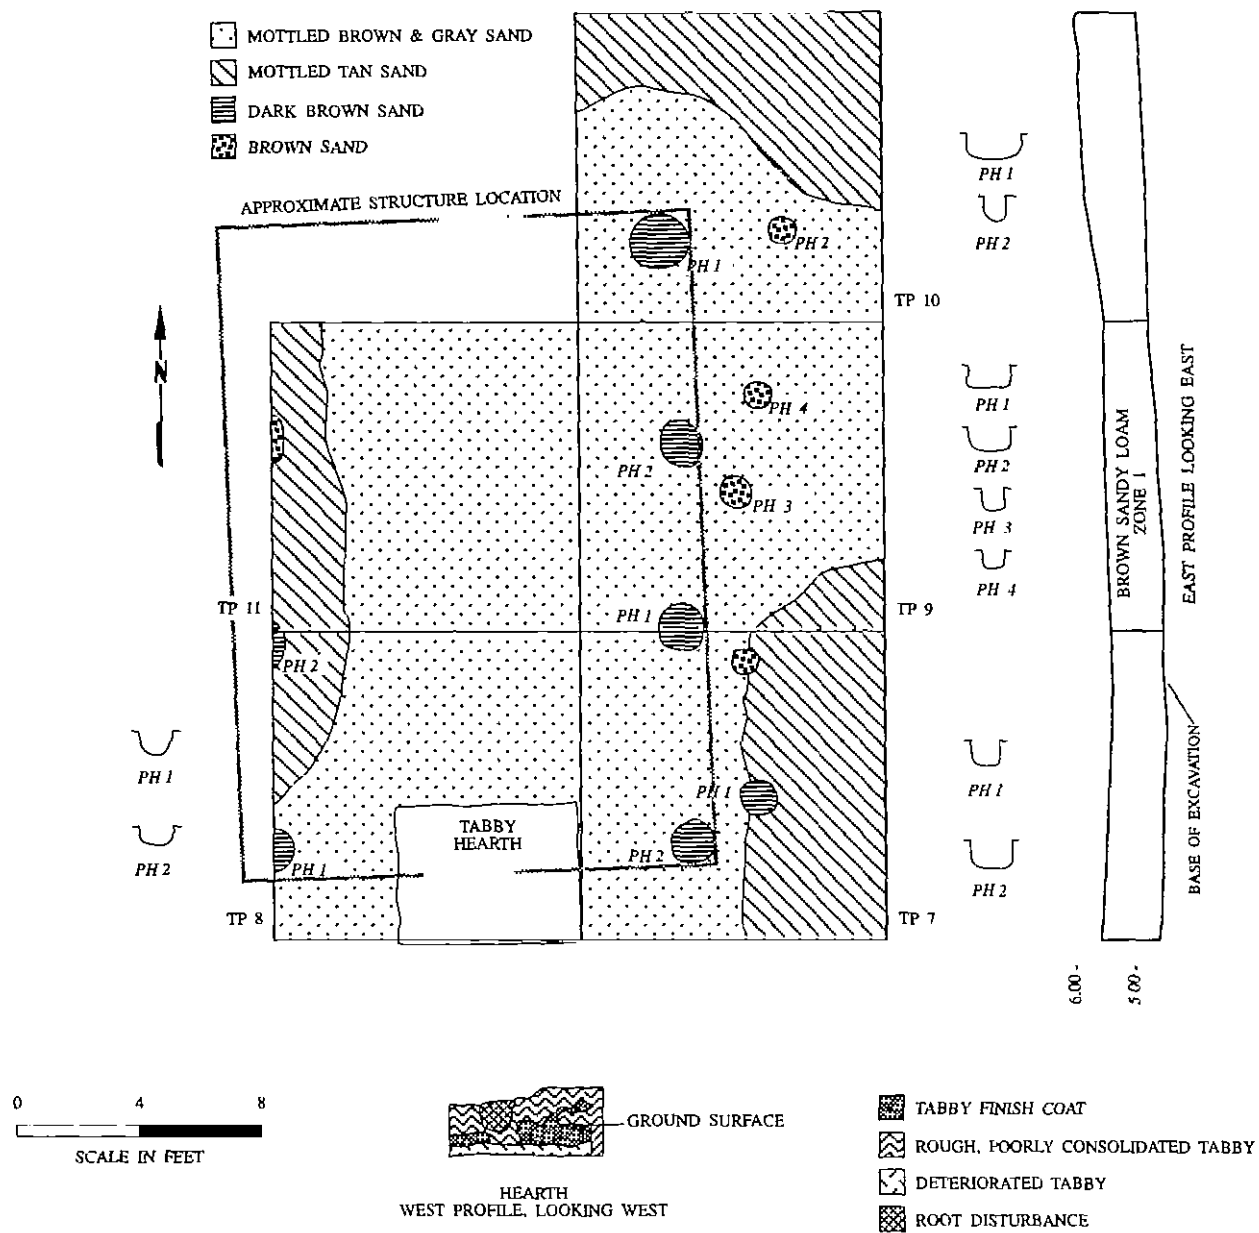 MOTTLED BROWN & GRAY SAND
MOTTLED TAN SAND
DARK BROWN SAND
BROWN SAND
APPROXIMATE STRUCTURE LOCATION
N
PH 1
PH 2
TP 10
PH 4
PH 2
PH 3
TP 11
PH 1
TP 9
PH 2
PH 1
TABBY
HEARTH
PH 2
PH 1
TP 8
TP 7
PH 1
PH 2
PH 1
PH 2
PH 1
PH 2
PH 3
PH 4
PH 1
PH 2
BROWN SANDY LOAM
ZONE 1
EAST PROFILE LOOKING EAST
BASE OF EXCAVATION
6.00 -
5.00 -
0 4 8
SCALE IN FEET
GROUND SURFACE
HEARTH
WEST PROFILE, LOOKING WEST
TABBY FINISH COAT
ROUGH, POORLY CONSOLIDATED TABBY
DETERIORATED TABBY
ROOT DISTURBANCE